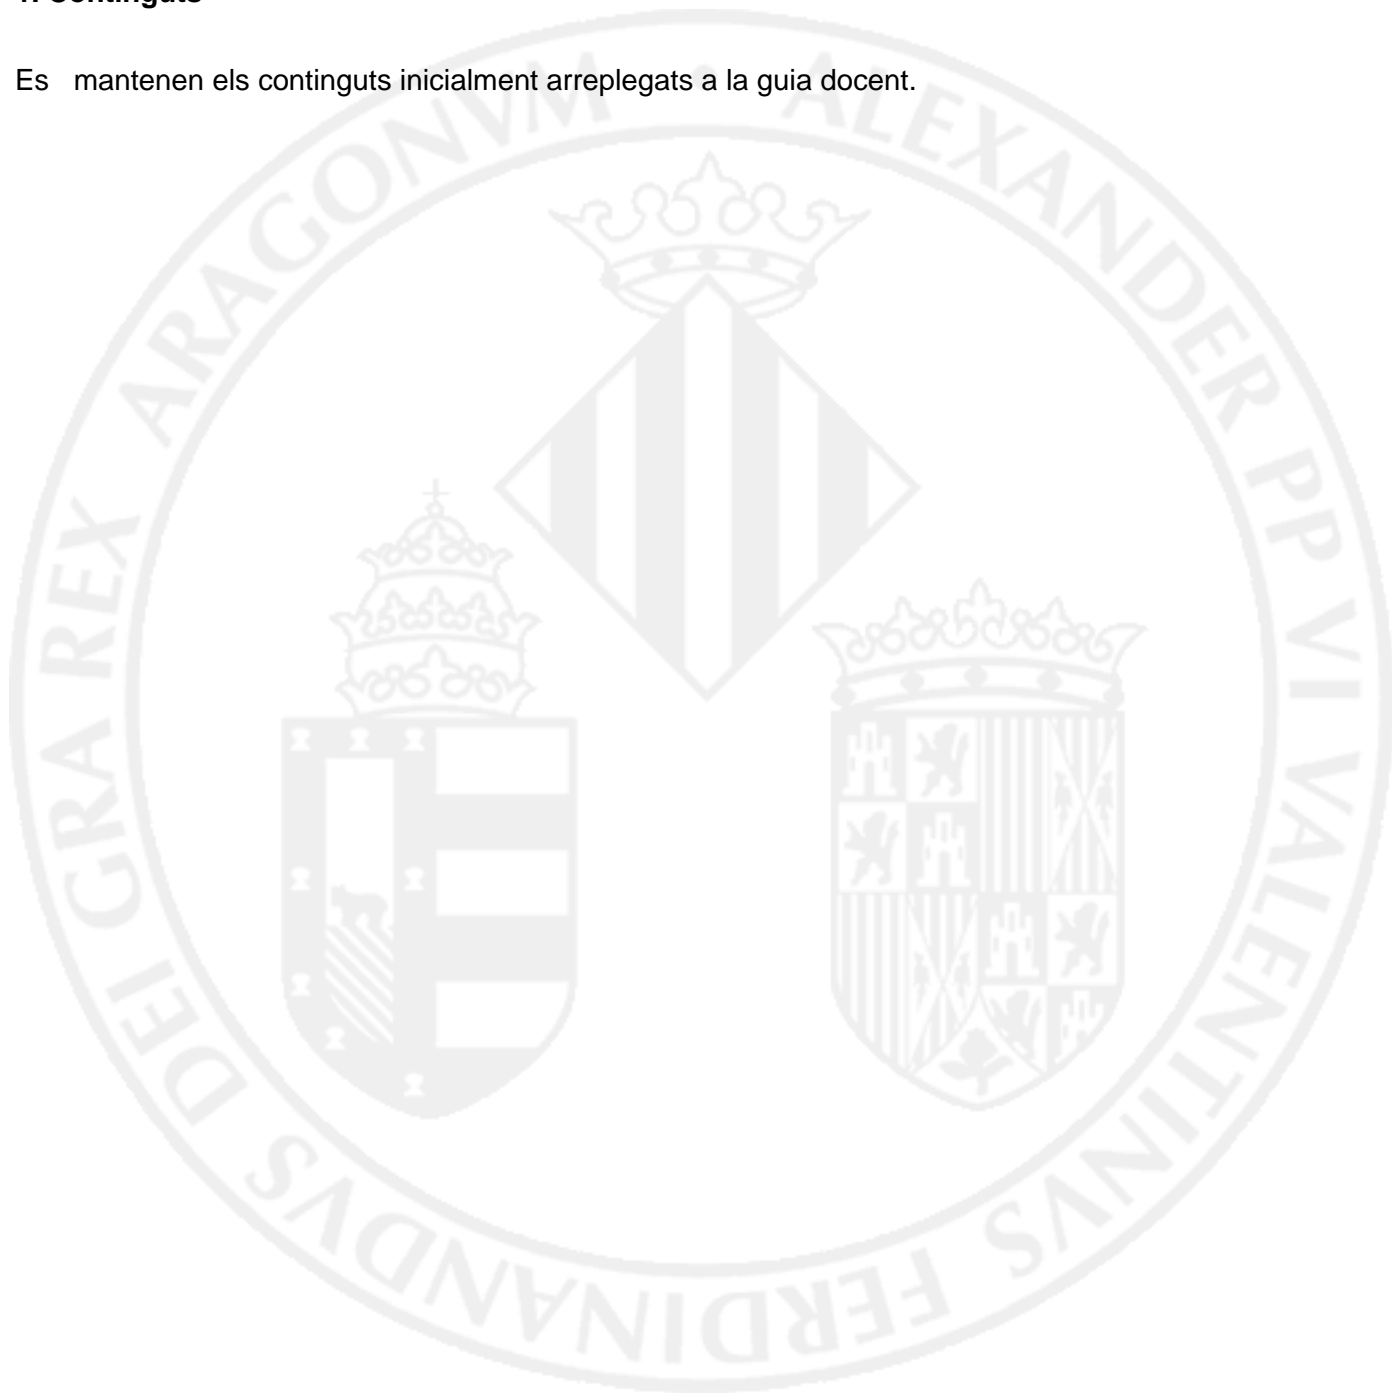 1. Continguts
Es mantenen els continguts inicialment arreplegats a la guia docent.
ALEXANDER PP VI VALENTINVS FERDINANDVS DEI GRA REX ARAGONVM